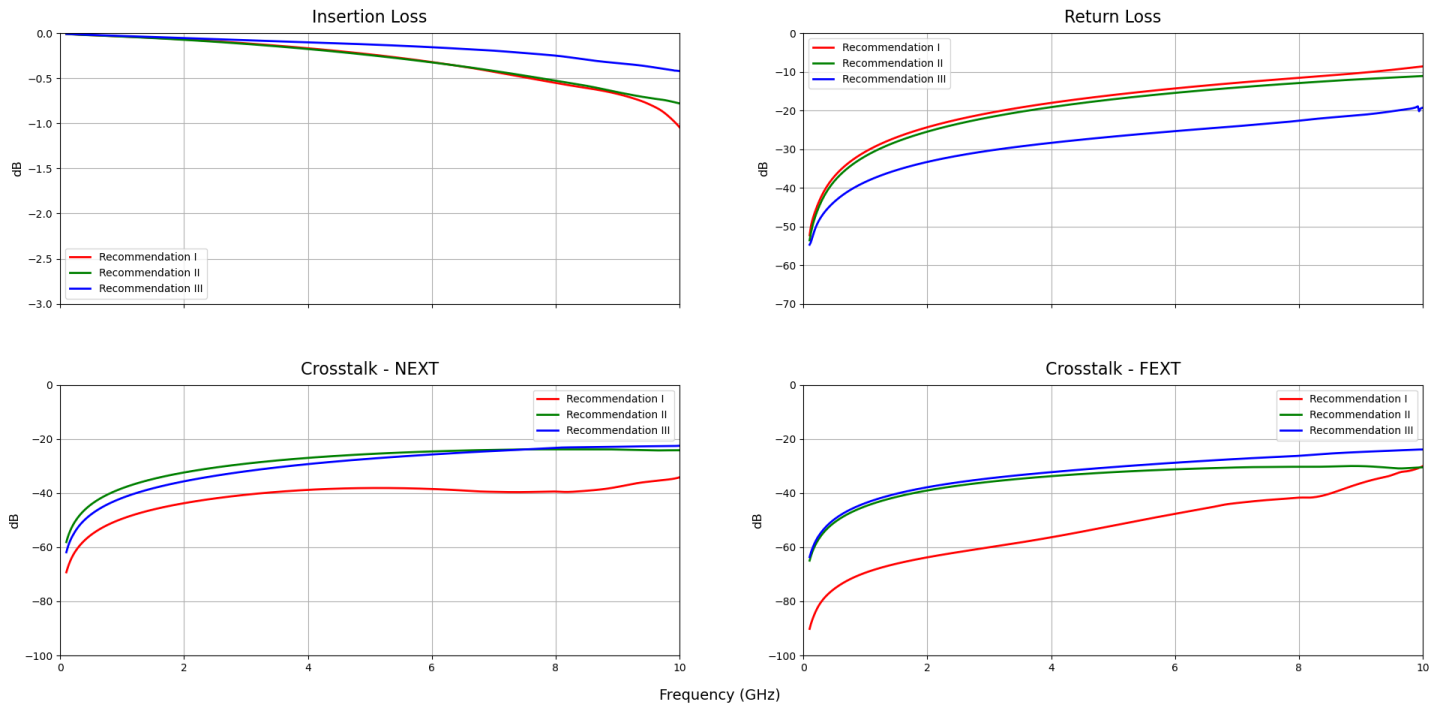 Insertion Loss
dB
0.0
−0.5
−1.0
−1.5
−2.0
−2.5
−3.0
Recommendation I
Recommendation II
Recommendation III
Return Loss
dB
0
−10
−20
−30
−40
−50
−60
−70
Recommendation I
Recommendation II
Recommendation III
Crosstalk - NEXT
dB
0
−20
−40
−60
−80
−100
Recommendation I
Recommendation II
Recommendation III
0 2 4 6 8 10
Crosstalk - FEXT
dB
0
−20
−40
−60
−80
−100
Recommendation I
Recommendation II
Recommendation III
0 2 4 6 8 10
Frequency (GHz)